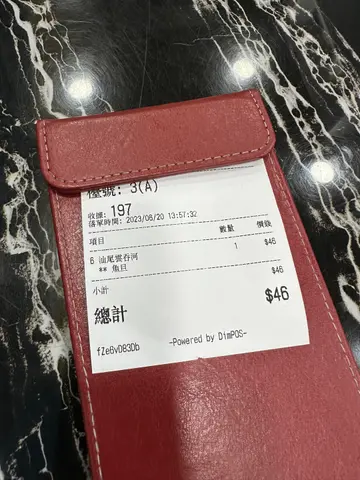 檯號: 3(A)
收據: 197
落單時間: 2023/08/20 13:57:32
項目 數量 價錢
6 汕尾雲吞河 1 $46
** 魚旦
小計 $46
總計 $46
fZe6vD83Db -Powered by DimPOS-